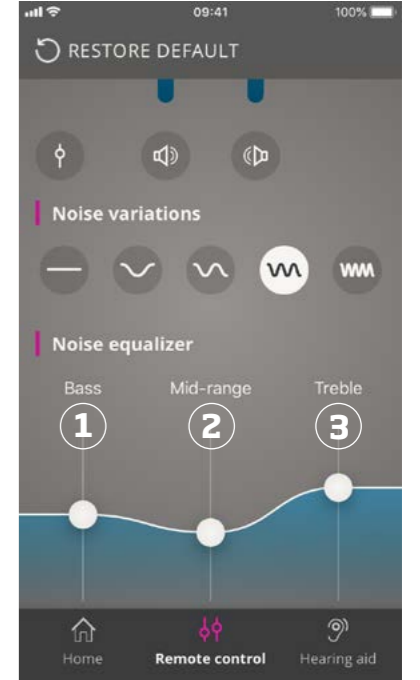 09:41
100%
RESTORE DEFAULT
Noise variations
Noise equalizer
Bass Mid-range Treble
1 2 3
Home Remote control Hearing aid